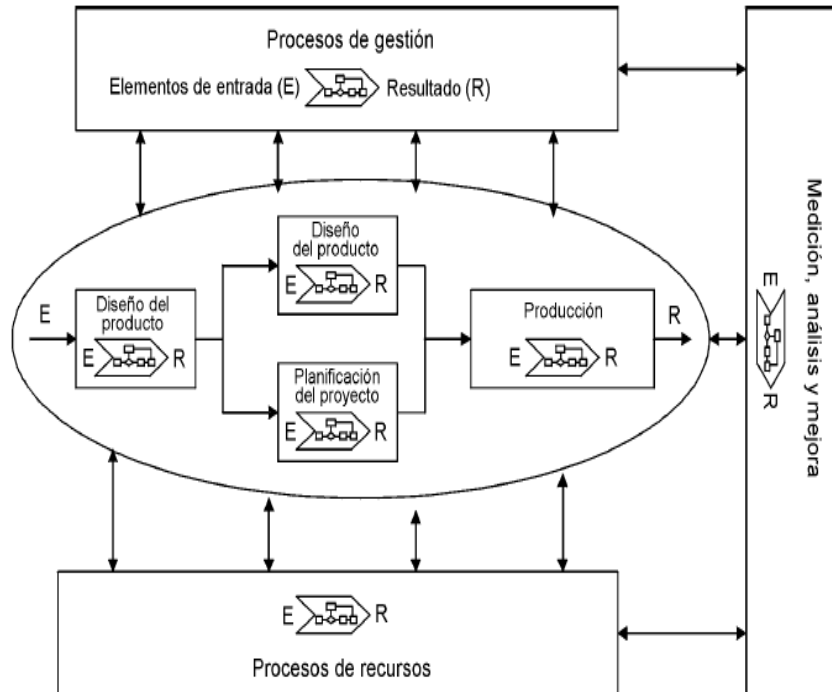 Procesos de gestión
Elementos de entrada (E) Resultado (R)
Diseño
del producto
E R
E
Diseño del
producto
E R
Producción
E R
R
Planificación
del proyecto
E R
E R
Procesos de recursos
Medición, análisis y mejora
E R